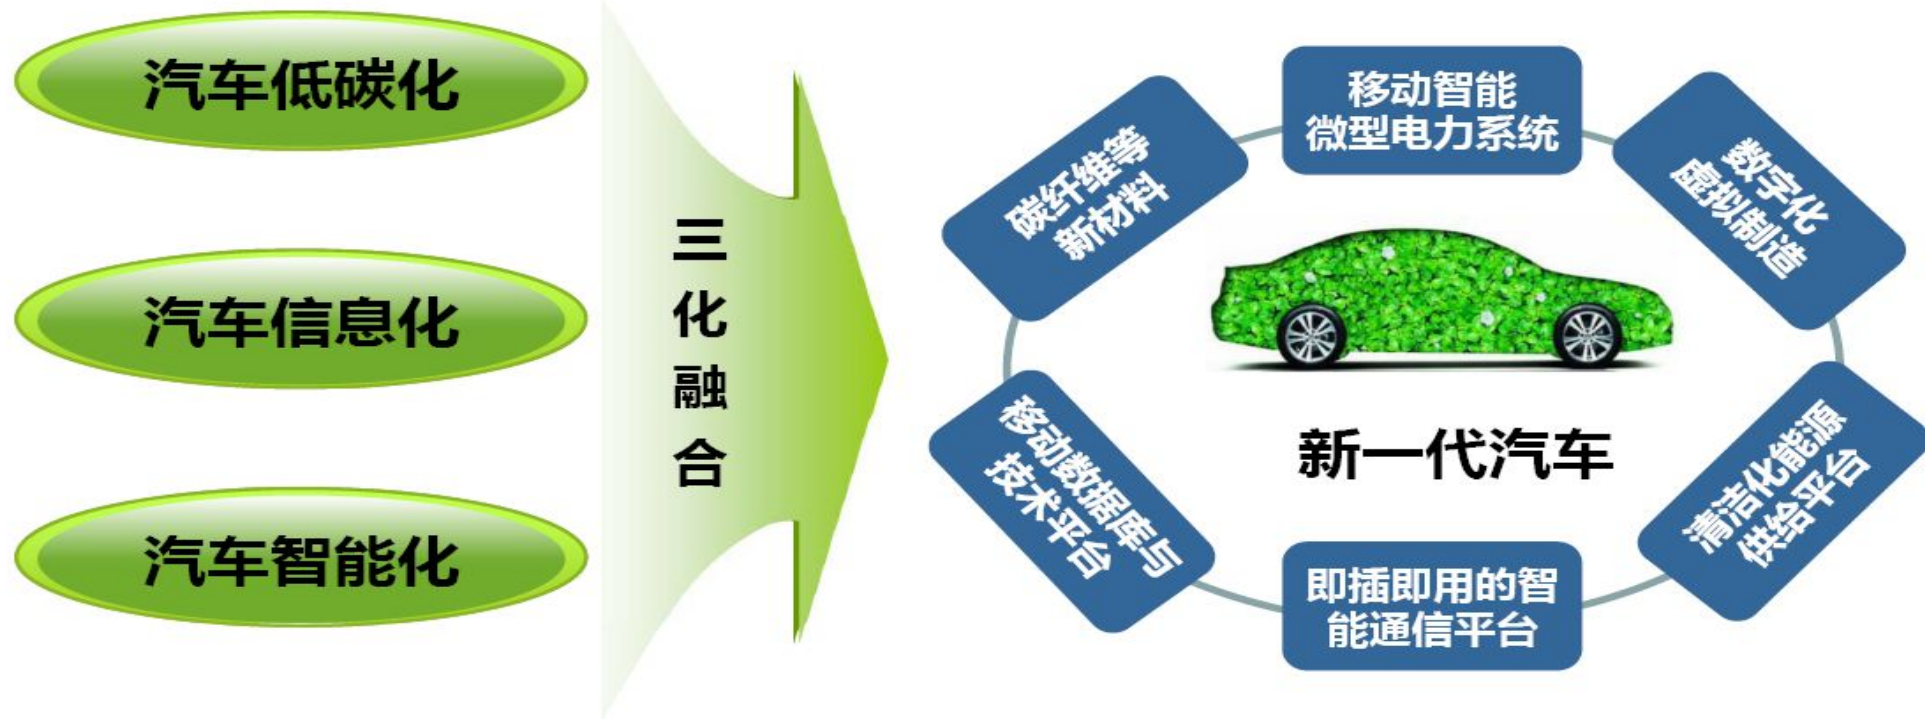 汽车低碳化
汽车信息化
汽车智能化
三
化
融
合
移动智能
微型电力系统
数字化
虚拟制造
清洁化能源
供给平台
即插即用的智
能通信平台
移动数据库与
技术平台
碳纤维等
新材料
新一代汽车